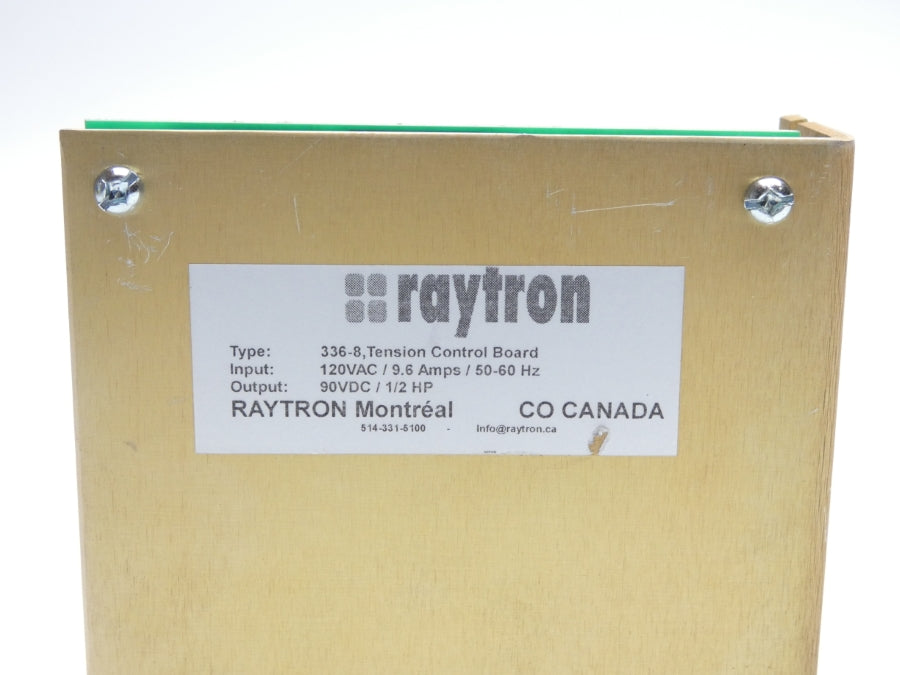 raytron
Type: 336-8,Tension Control Board
Input: 120VAC / 9.6 Amps / 50-60 Hz
Output: 90VDC / 1/2 HP
RAYTRON Montréal CO CANADA
514-331-5100 - Info@raytron.ca